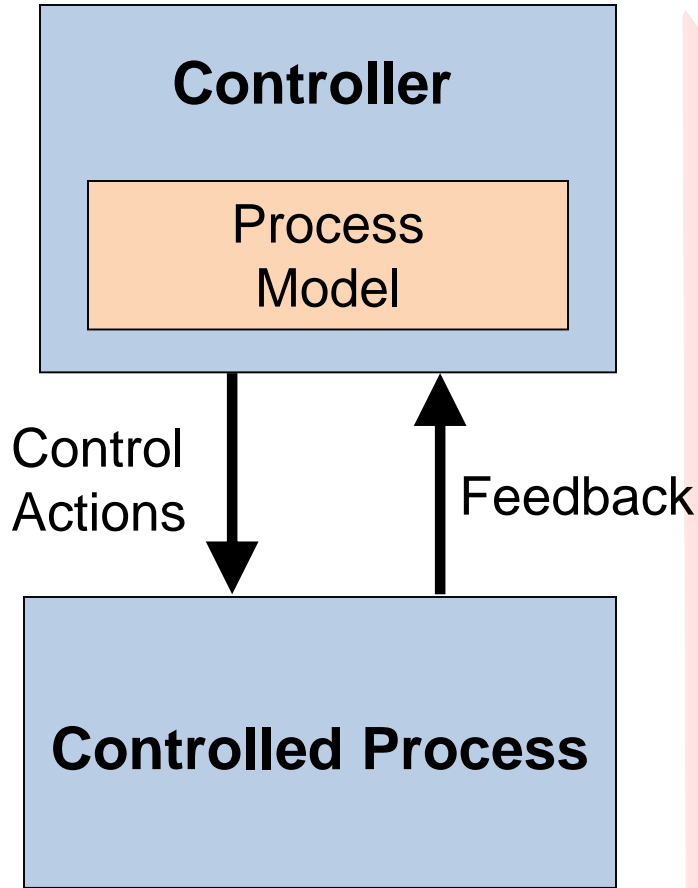 Controller
Process
Model
Control
Actions
Feedback
Controlled Process